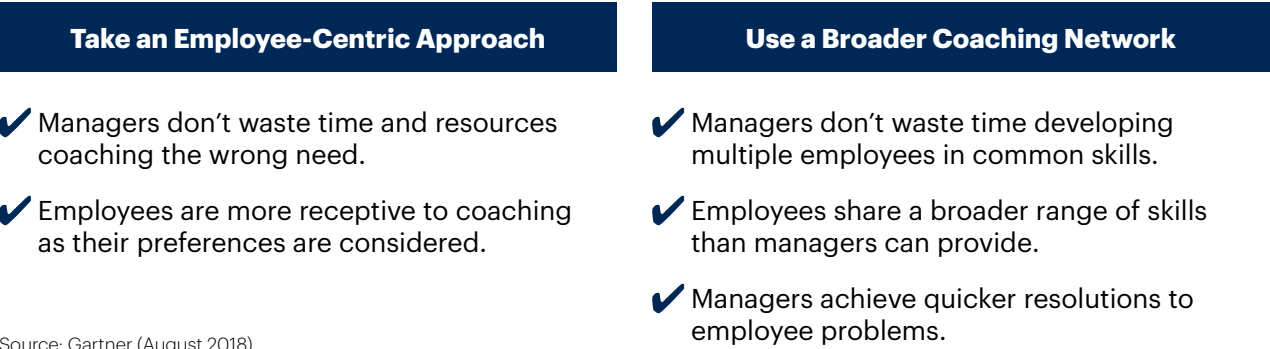 Take an Employee-Centric Approach
✔ Managers don’t waste time and resources
coaching the wrong need.
✔ Employees are more receptive to coaching
as their preferences are considered.
Use a Broader Coaching Network
✔ Managers don’t waste time developing
multiple employees in common skills.
✔ Employees share a broader range of skills
than managers can provide.
✔ Managers achieve quicker resolutions to
employee problems.
Source: Gartner (August 2018)